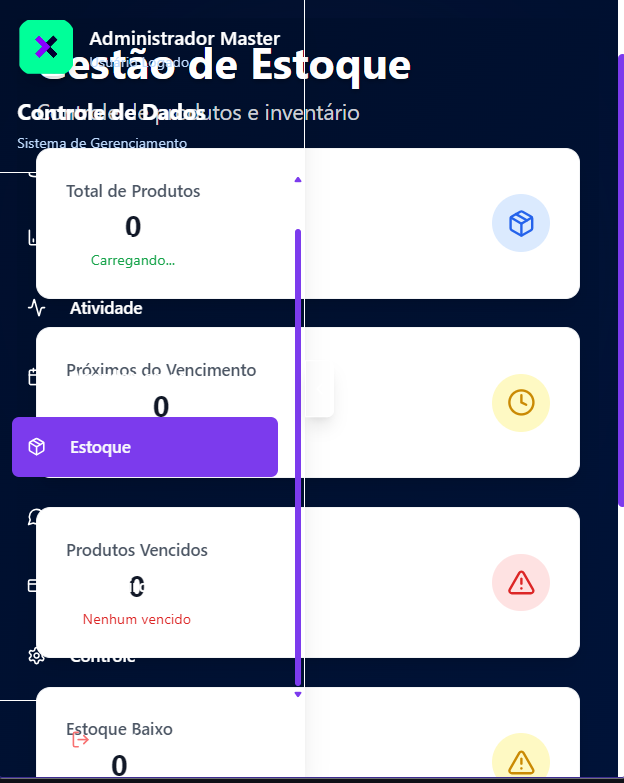 Administrador Master
Usuário Logado
Gestão de Estoque
Controle de Dados
Controle de produtos e inventário
Sistema de Gerenciamento
Total de Produtos
0
Carregando...
Atividade
Próximos do Vencimento
0
Estoque
Produtos Vencidos
0
Nenhum vencido
Controle
Estoque Baixo
0